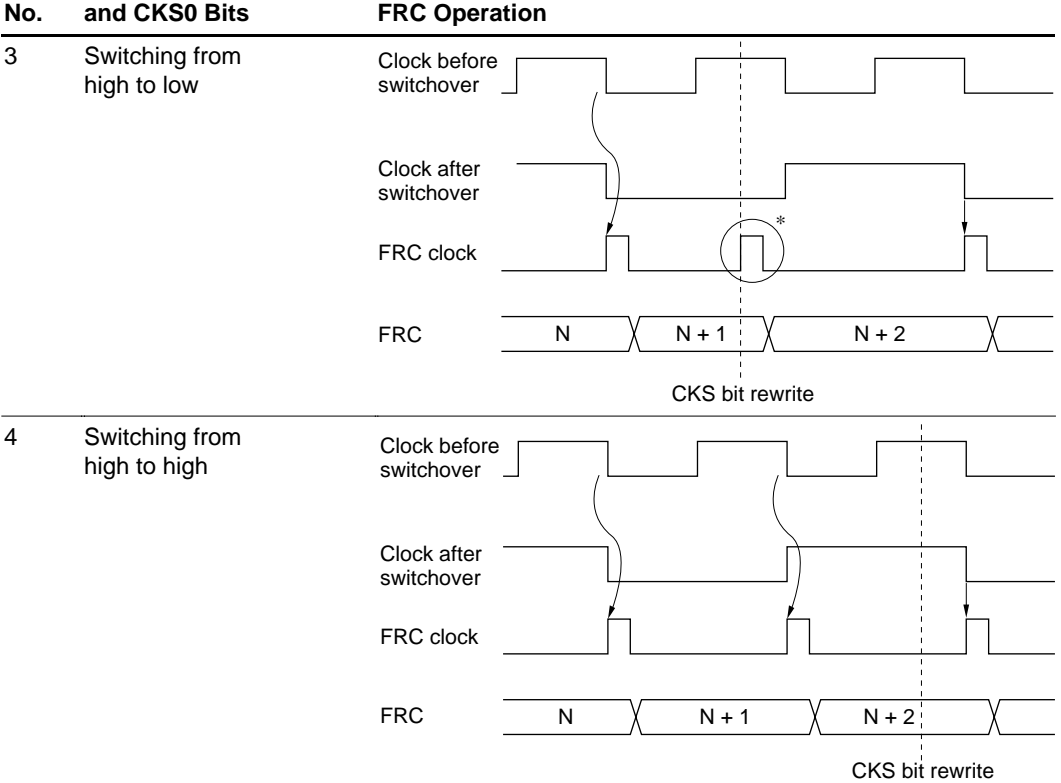 No. and CKS0 Bits FRC Operation
3 Switching from
high to low
Clock before
switchover
Clock after
switchover
*
FRC clock
FRC N N + 1 N + 2
CKS bit rewrite
4 Switching from
high to high
Clock before
switchover
Clock after
switchover
FRC clock
FRC N N + 1 N + 2
CKS bit rewrite